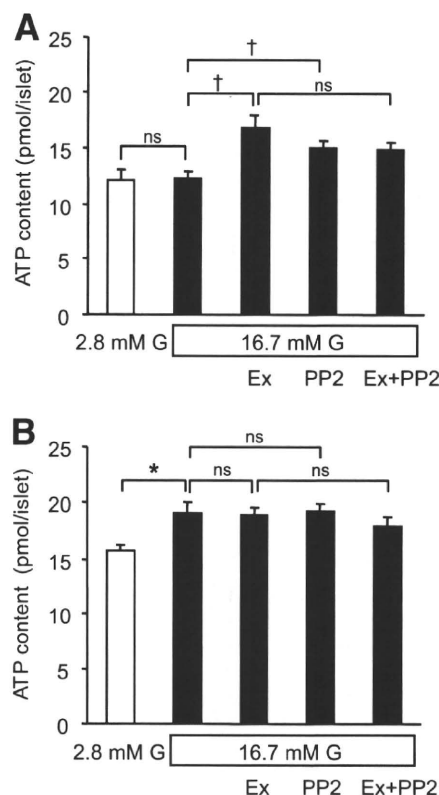 A
ATP content (pmol/islet)
25
20
15
10
5
0
ns
†
†
ns
2.8 mM G
16.7 mM G
Ex PP2 Ex+PP2
B
ATP content (pmol/islet)
25
20
15
10
5
0
*
ns
ns
ns
2.8 mM G
16.7 mM G
Ex PP2 Ex+PP2